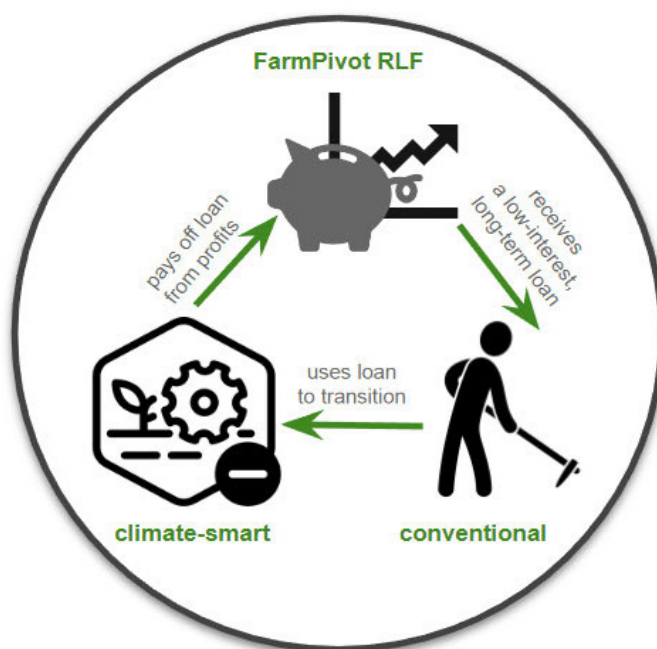 FarmPivot RLF
pays off loan
from profits
receives
a low-interest,
long-term loan
uses loan
to transition
climate-smart
conventional